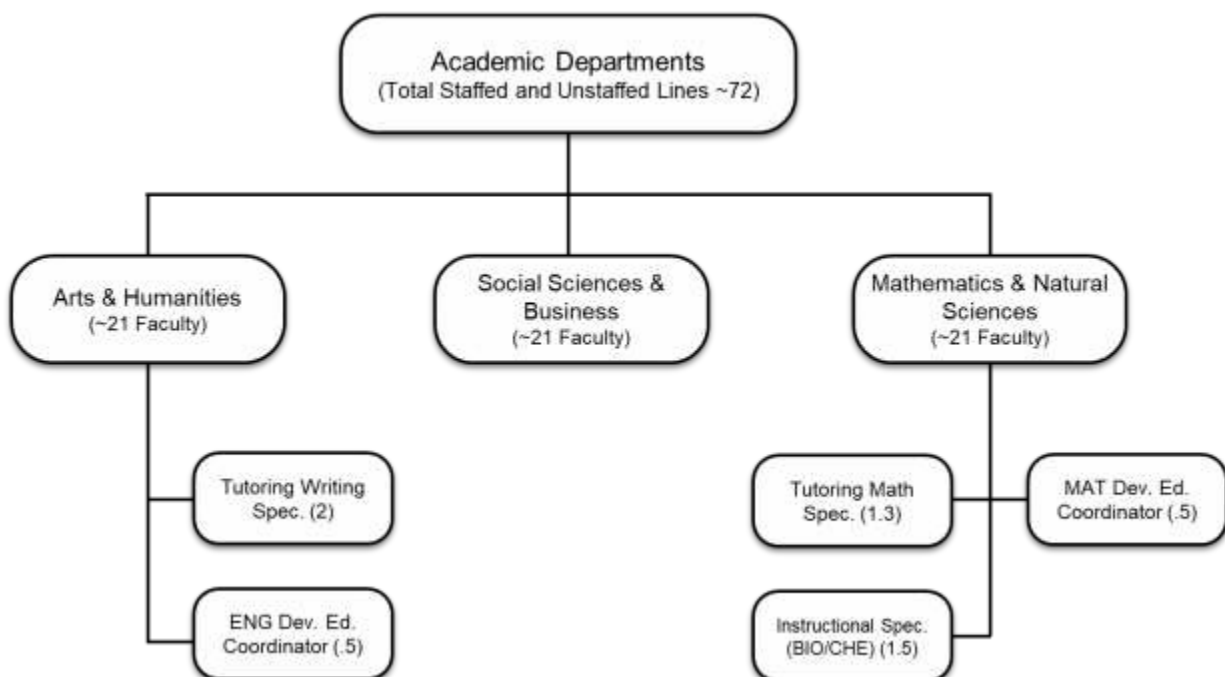 Academic Departments
(Total Staffed and Unstaffed Lines ~72)
Arts & Humanities
(~21 Faculty)
Social Sciences &
Business
(~21 Faculty)
Mathematics & Natural
Sciences
(~21 Faculty)
Tutoring Writing
Spec. (2)
ENG Dev. Ed.
Coordinator (.5)
Tutoring Math
Spec. (1.3)
MAT Dev. Ed.
Coordinator (.5)
Instructional Spec.
(BIO/CHE) (1.5)